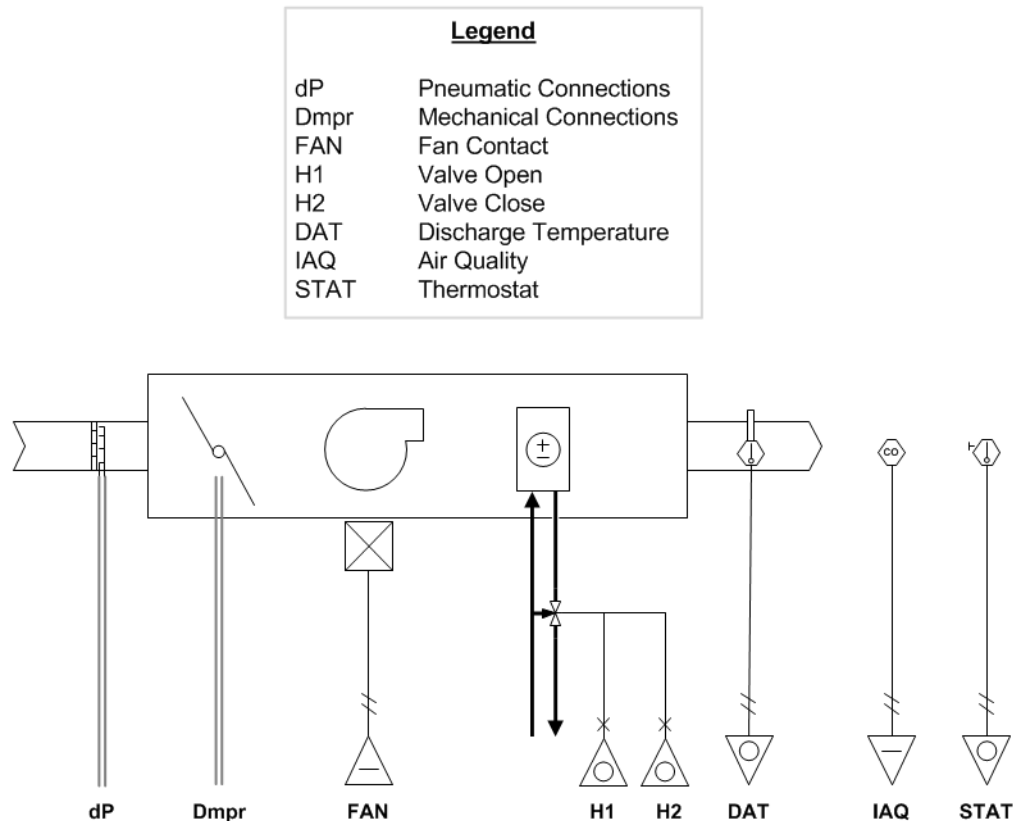 Legend
dP Pneumatic Connections
Dmpr Mechanical Connections
FAN Fan Contact
H1 Valve Open
H2 Valve Close
DAT Discharge Temperature
IAQ Air Quality
STAT Thermostat
CO
dP Dmpr FAN H1 H2 DAT IAQ STAT